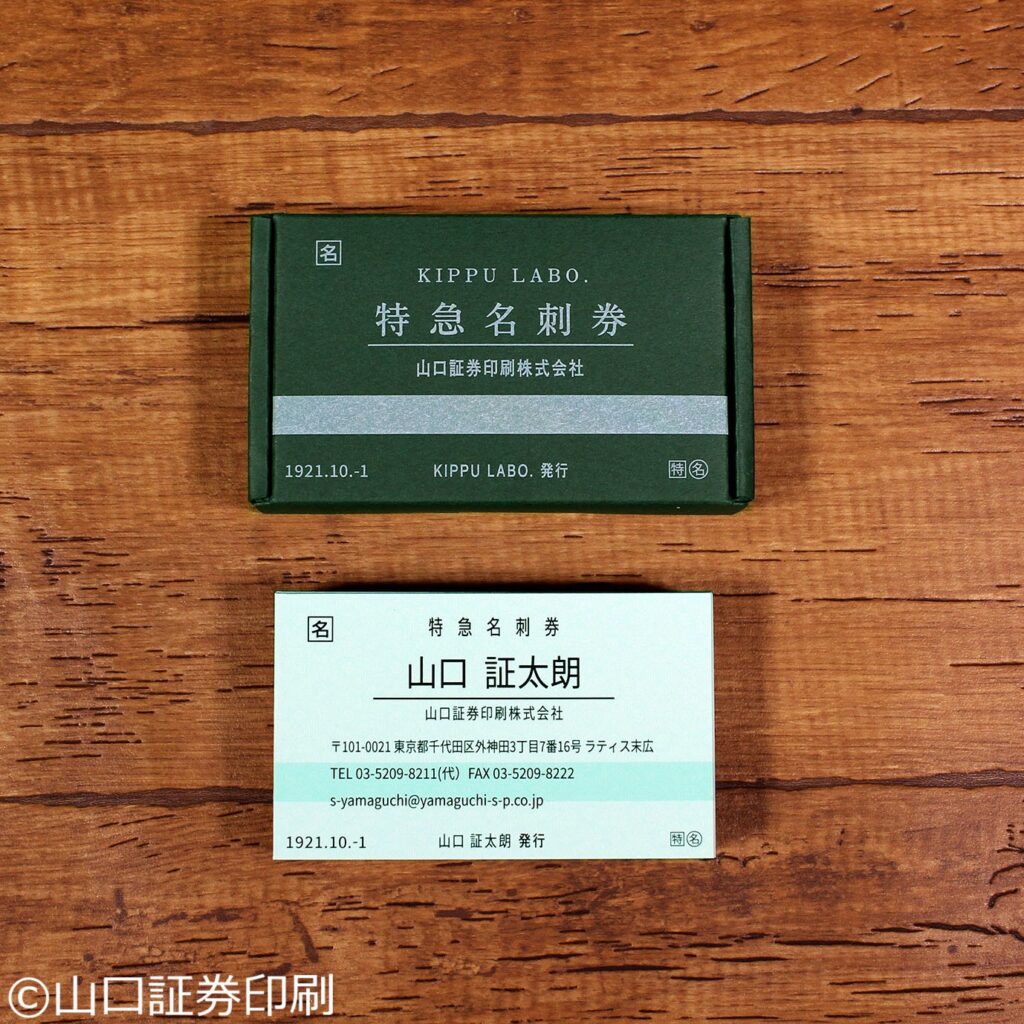 名
KIPPU LABO.
特急名刺券
山口証券印刷株式会社
1921.10.-1 KIPPU LABO. 発行 特 名
名 特急名刺券
山口 証太朗
山口証券印刷株式会社
〒101-0021 東京都千代田区外神田3丁目7番16号 ラティス末広
TEL 03-5209-8211(代) FAX 03-5209-8222
s-yamaguchi@yamaguchi-s-p.co.jp
1921.10.-1 山口 証太朗 発行 特 名
©山口証券印刷